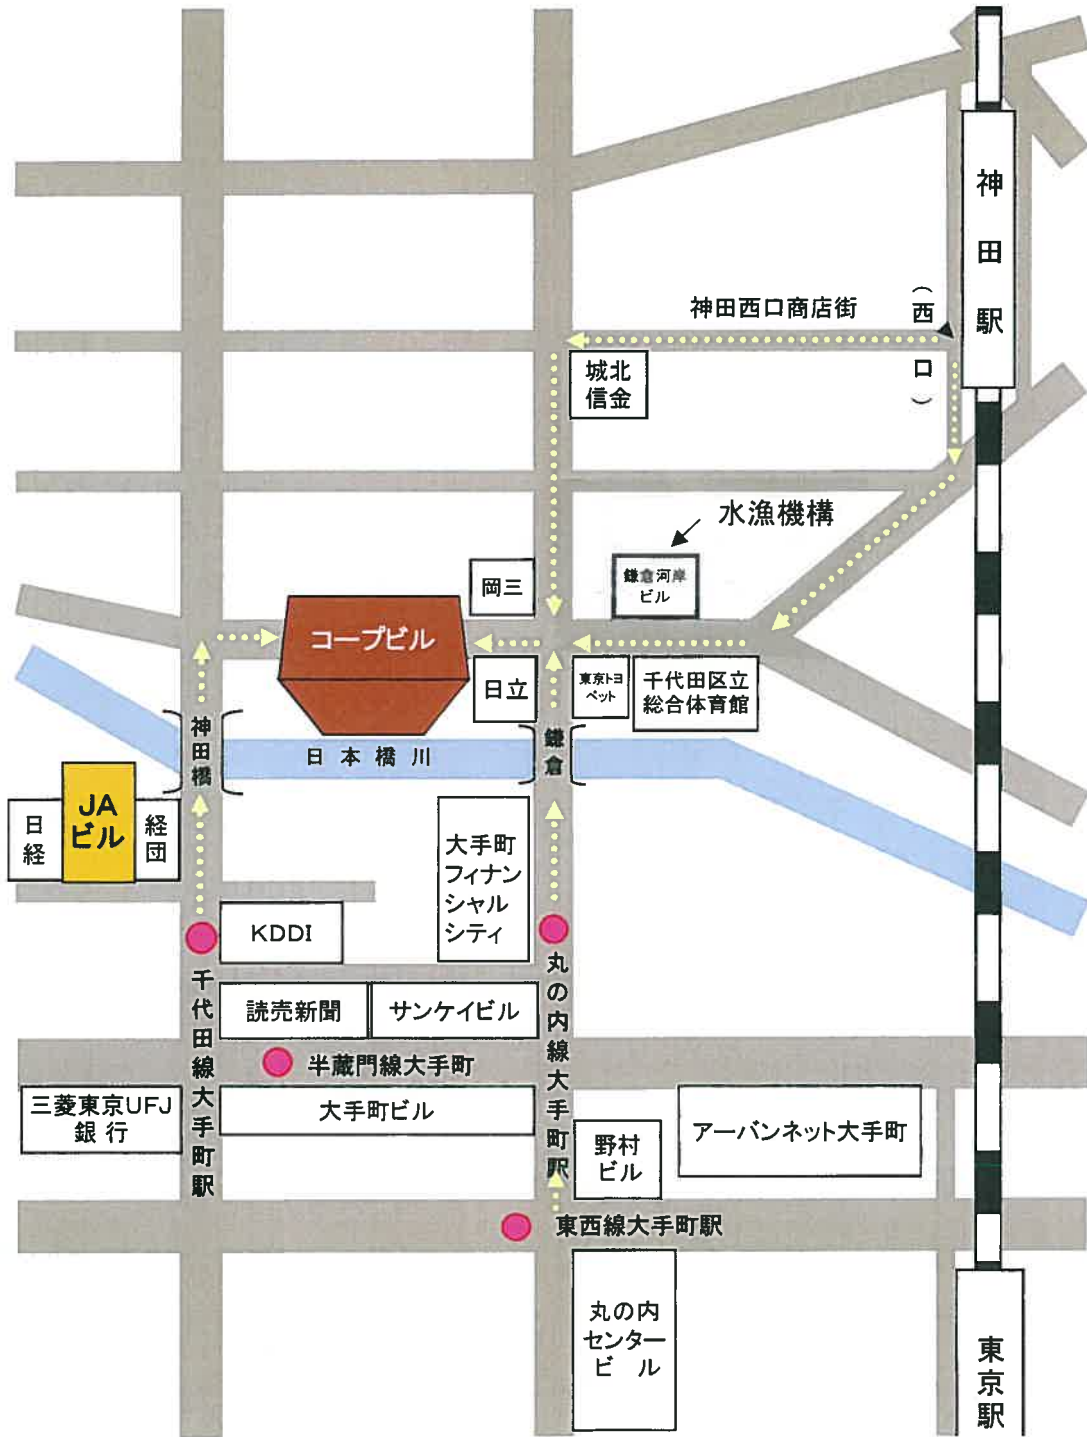 神田駅
(西口)
神田西口商店街
城北
信金
水漁機構
鎌倉河岸
ビル
岡三
コープビル
日立
東京トヨ
ペット
千代田区立
総合体育館
神田橋
日本橋川
鎌倉
日経
JA
ビル
経団
大手町
フィナン
シャル
シティ
KDDI
千代田線大手町駅
丸の内線大手町駅
読売新聞
サンケイビル
半蔵門線大手町
三菱東京UFJ
銀行
大手町ビル
野村
ビル
アーバンネット大手町
東西線大手町駅
丸の内
センター
ビル
東京駅